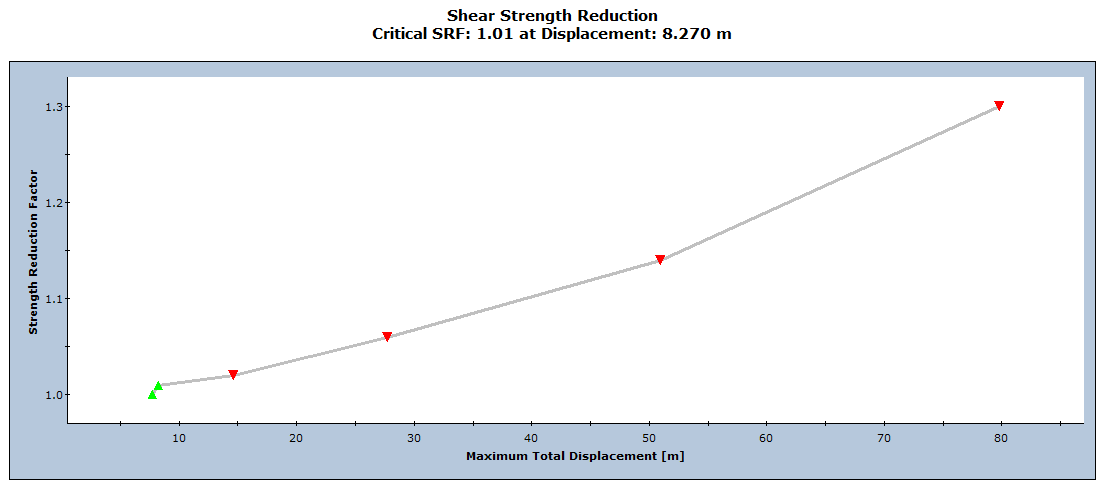 Shear Strength Reduction
Critical SRF: 1.01 at Displacement: 8.270 m
Strength Reduction Factor
1.3
1.2
1.1
1.0
10 20 30 40 50 60 70 80
Maximum Total Displacement [m]